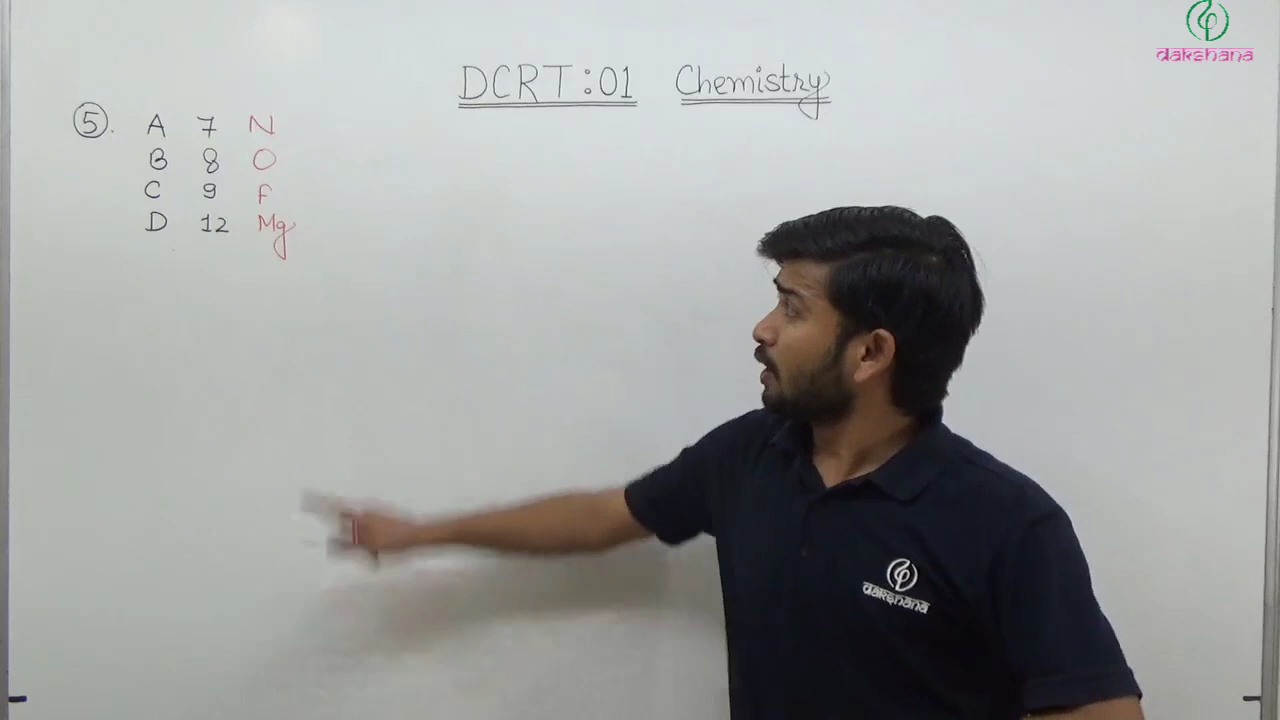 dakshana
DCRT:01 Chemistry
5. A 7 N
B 8 O
C 9 F
D 12 Mg
dakshana